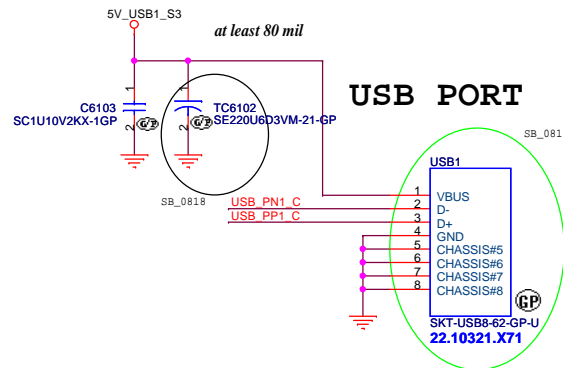 5V_USB1_S3
at least 80 mil
1
1
C6103
SC1U10V2KX-1GP
2
G/P
TC6102
SE220U6D3VM-21-GP
2
G/P
SB_0818
USB PORT
SB_081
USB1
USB_PN1_C
USB_PP1_C
1 VBUS
2 D-
3 D+
4 GND
5 CHASSIS#5
6 CHASSIS#6
7 CHASSIS#7
8 CHASSIS#8
GP
SKT-USB8-62-GP-U
22.10321.X71